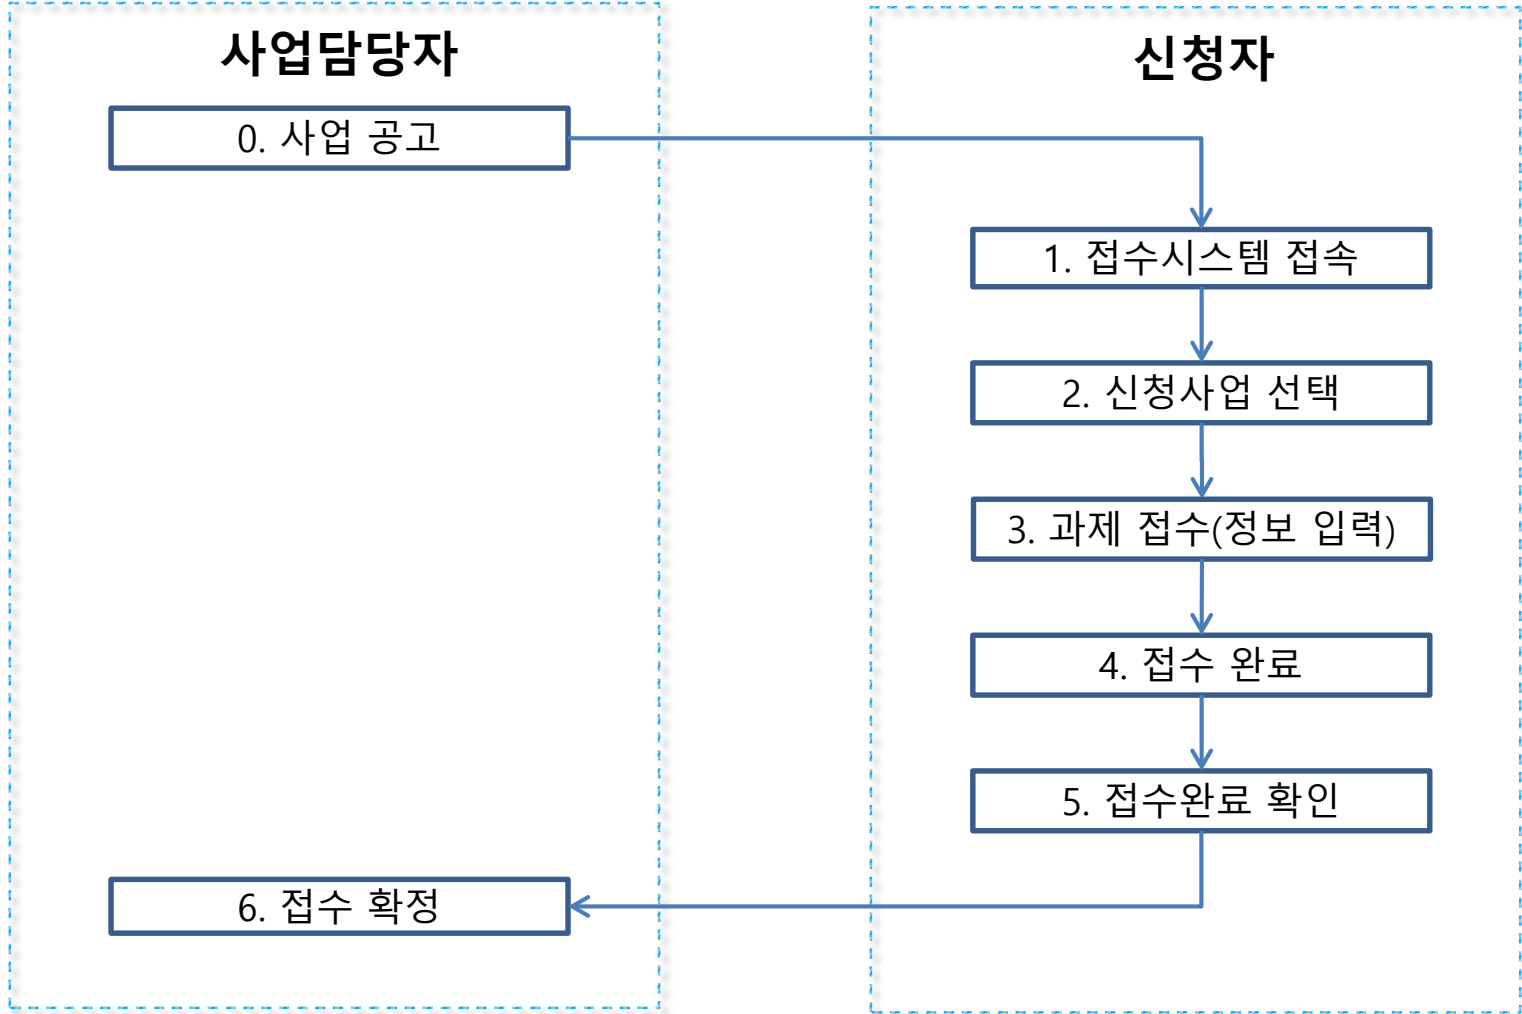 사업담당자
신청자
0. 사업 공고
1. 접수시스템 접속
2. 신청사업 선택
3. 과제 접수(정보 입력)
4. 접수 완료
5. 접수완료 확인
6. 접수 확정